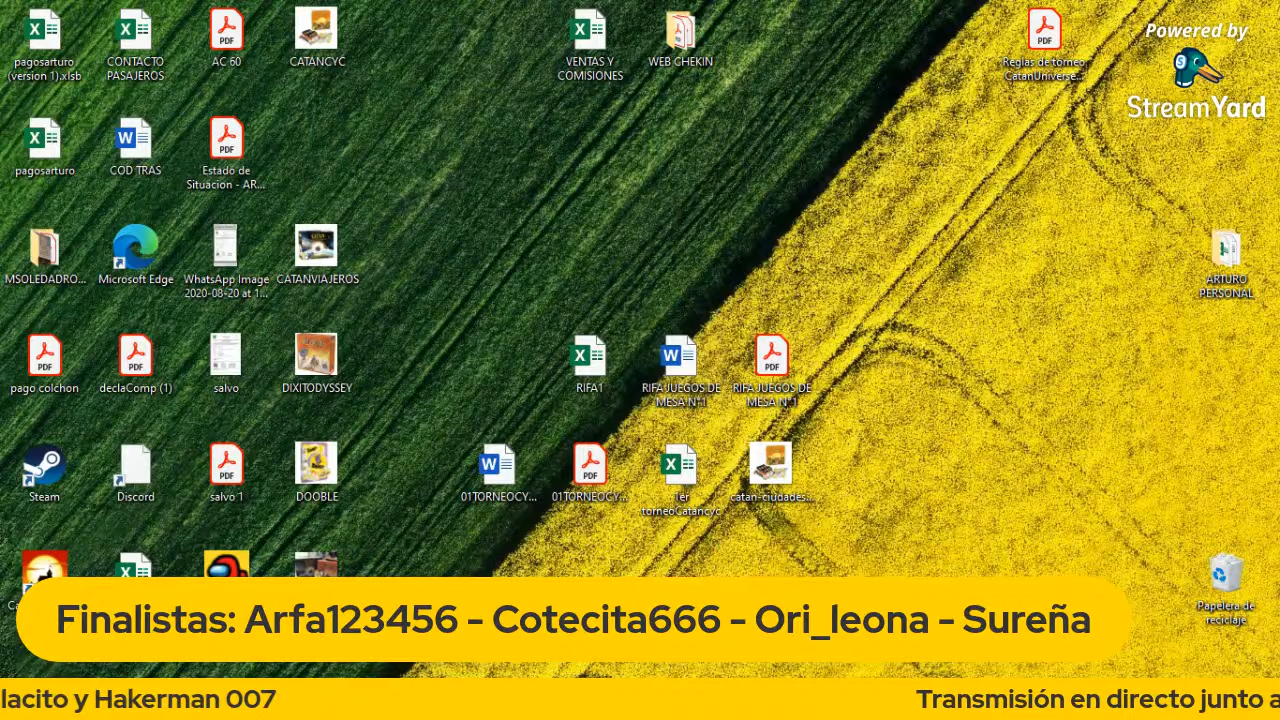 pagosarturo
(version 1).xlsb
CONTACTO
PASAJEROS
AC 60
CATANCYC
VENTAS Y
COMISIONES
WEB CHEKIN
Reglas de torneo
CatanUniverse...
Powered by
StreamYard
pagosarturo
COD TRAS
Estado de
Situacion - AR...
MSOLEDADRO...
Microsoft Edge
WhatsApp Image
2020-08-20 at 1...
CATANVIAJEROS
ARTURO
PERSONAL
pago colchon
declaComp (1)
salvo
DIXITODYSSEY
RIFA1
RIFA JUEGOS DE
MESA N°1
RIFA JUEGOS DE
MESA N°1
Steam
Discord
salvo 1
DOOBLE
01TORNEOCY...
01TORNEOCY...
1er
torneoCatancyc
catan-ciudades...
Papelera de
reciclaje
Finalistas: Arfa123456 - Cotecita666 - Ori_leona - Sureña
lacito y Hakerman 007
Transmisión en directo junto a